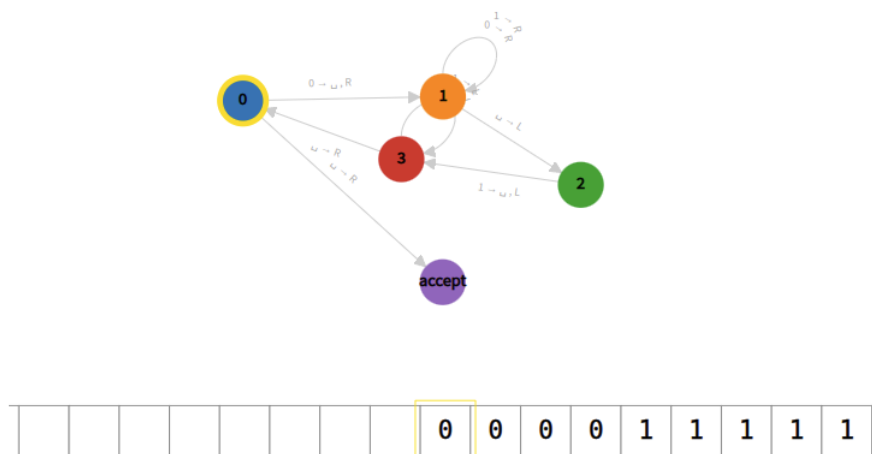 1 → R
0 → R
0 → ␣, R
0
1
␣ → L
3
␣ → R
␣ → R
2
1 → ␣, L
accept
0 0 0 0 1 1 1 1 1